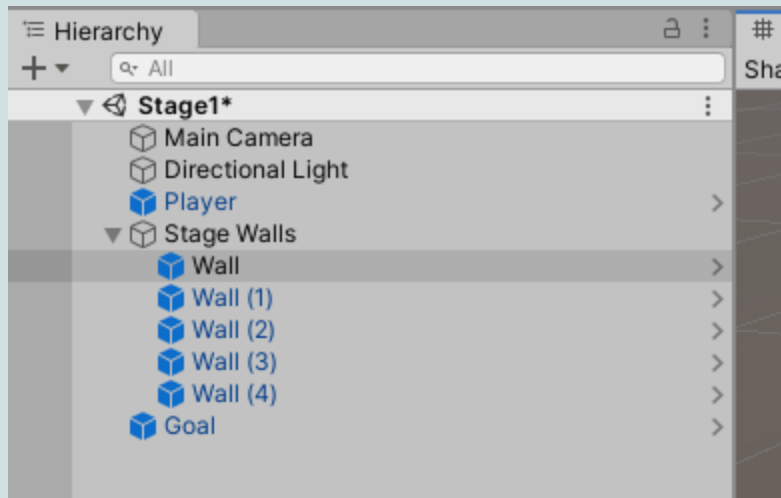 Hierarchy
All
Sha
Stage1*
Main Camera
Directional Light
Player
Stage Walls
Wall
Wall (1)
Wall (2)
Wall (3)
Wall (4)
Goal